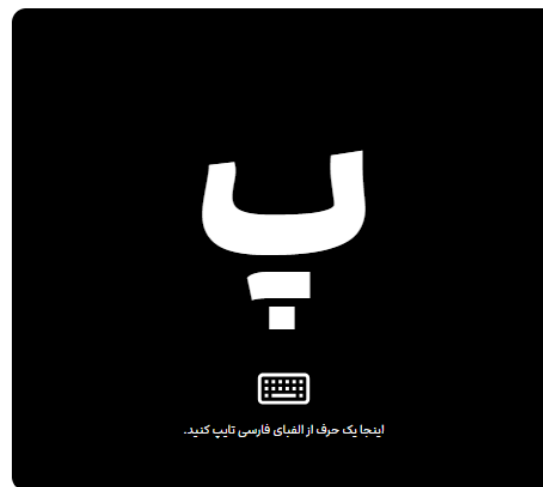 پ
اینجا یک حرف از الفبای فارسی تایپ کنید.